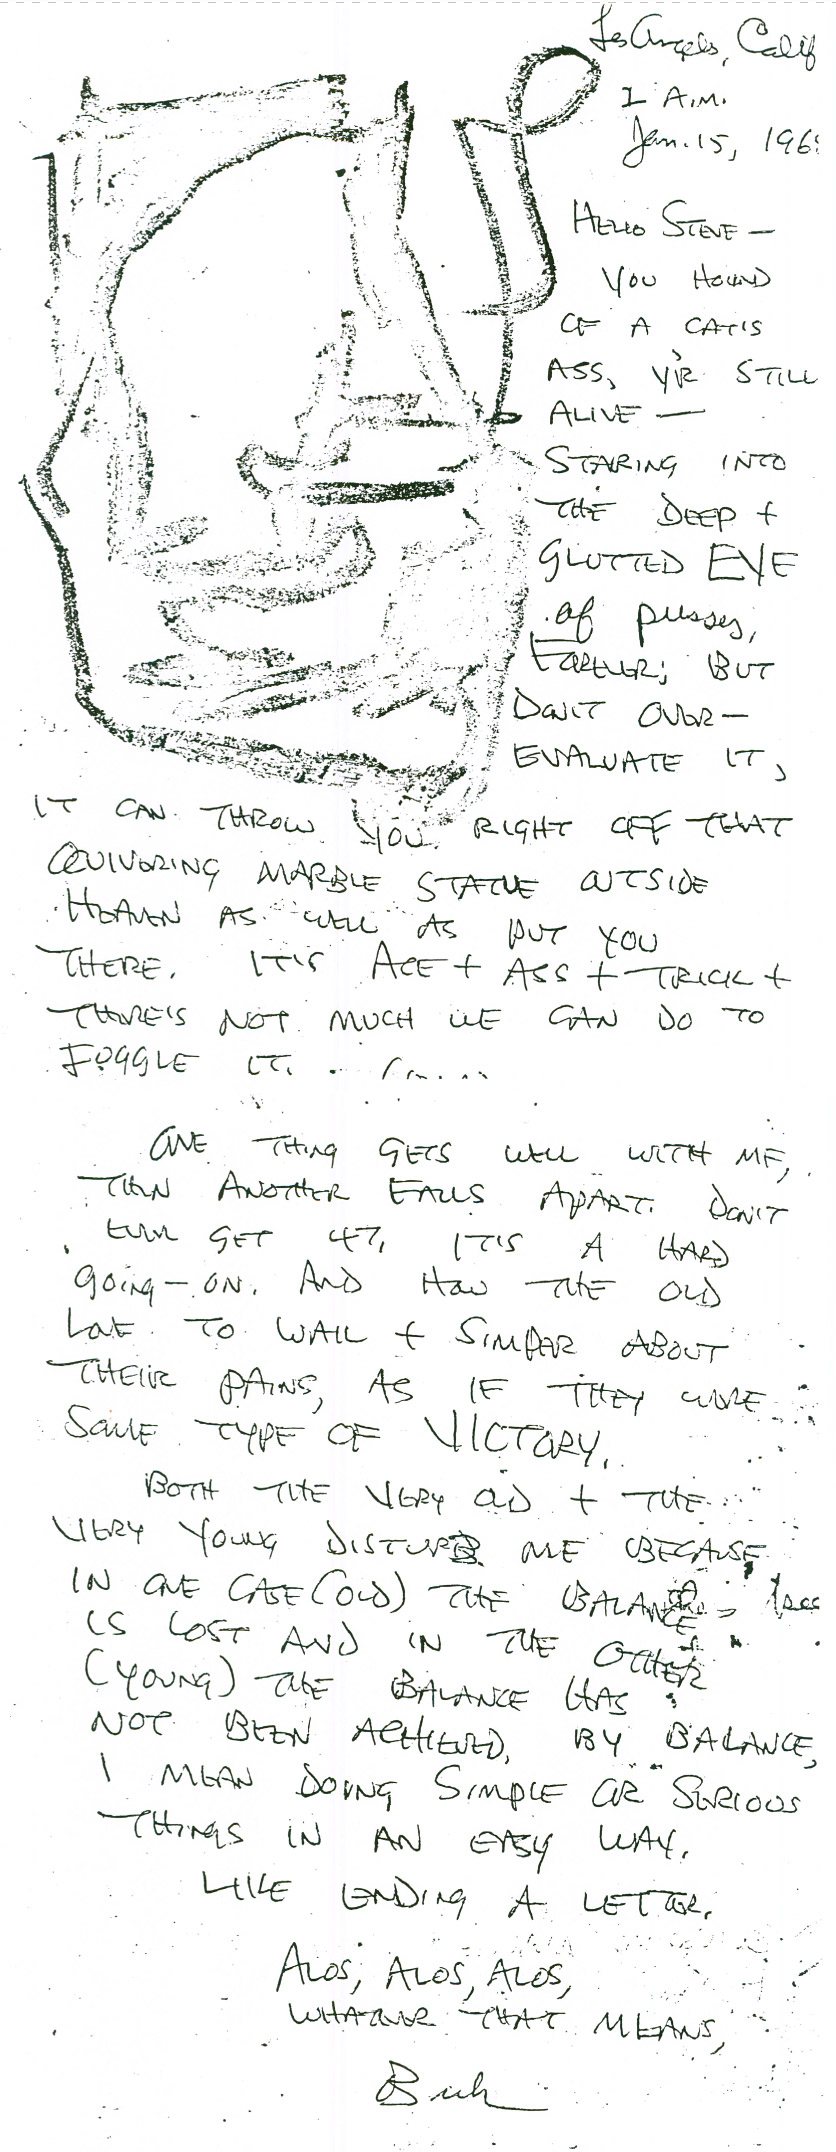 Los Angeles, Calif
1 A.M.
Jan. 15, 196
HELLO STEVE —
YOU HOUND
OF A CAT'S
ASS, Y'R STILL
ALIVE —
STARING INTO
THE DEEP +
GLUTTED EYE
of pussy,
FOREVER; BUT
DON'T OVER-
EVALUATE IT,
IT CAN THROW YOU RIGHT OFF THAT
QUIVERING MARBLE STATUE OUTSIDE
HEAVEN AS WELL AS PUT YOU
THERE. IT'S ACE + ASS + TRICK +
THERE'S NOT MUCH WE CAN DO TO
FOGGLE IT.
ONE THING GETS WELL WITH ME,
THEN ANOTHER FALLS APART. DON'T
EVER GET 47, IT'S A HARD
GOING-ON. AND HOW THE OLD
LOVE TO WAIL + SIMPER ABOUT
THEIR PAINS, AS IF THEY WERE
SOME TYPE OF VICTORY.
BOTH THE VERY OLD + THE
VERY YOUNG DISTURB ME BECAUSE
IN ONE CASE (OLD) THE BALANCE
IS LOST AND IN THE OTHER
(YOUNG) THE BALANCE HAS
NOT BEEN ACHIEVED. BY BALANCE,
I MEAN DOING SIMPLE OR SERIOUS
THINGS IN AN EASY WAY.
LIKE ENDING A LETTER.
ALOS, ALOS, ALOS,
WHATEVER THAT MEANS,
Buk